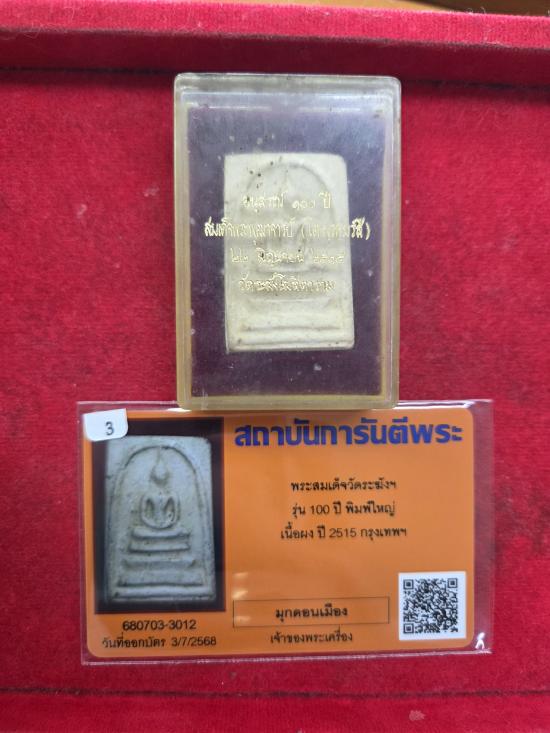 อนุสรณ์ ๑๐๐ ปี
สมเด็จพระพุฒาจารย์ (โต พรหมรังสี)
๒๒ มิถุนายน ๒๕๑๕
วัดระฆังโฆสิตาราม
3
สถาบันการันตีพระ
พระสมเด็จวัดระฆังฯ
รุ่น 100 ปี พิมพ์ใหญ่
เนื้อผง ปี 2515 กรุงเทพฯ
680703-3012
วันที่ออกบัตร 3/7/2568
มุกดอนเมือง
เจ้าของพระเครื่อง